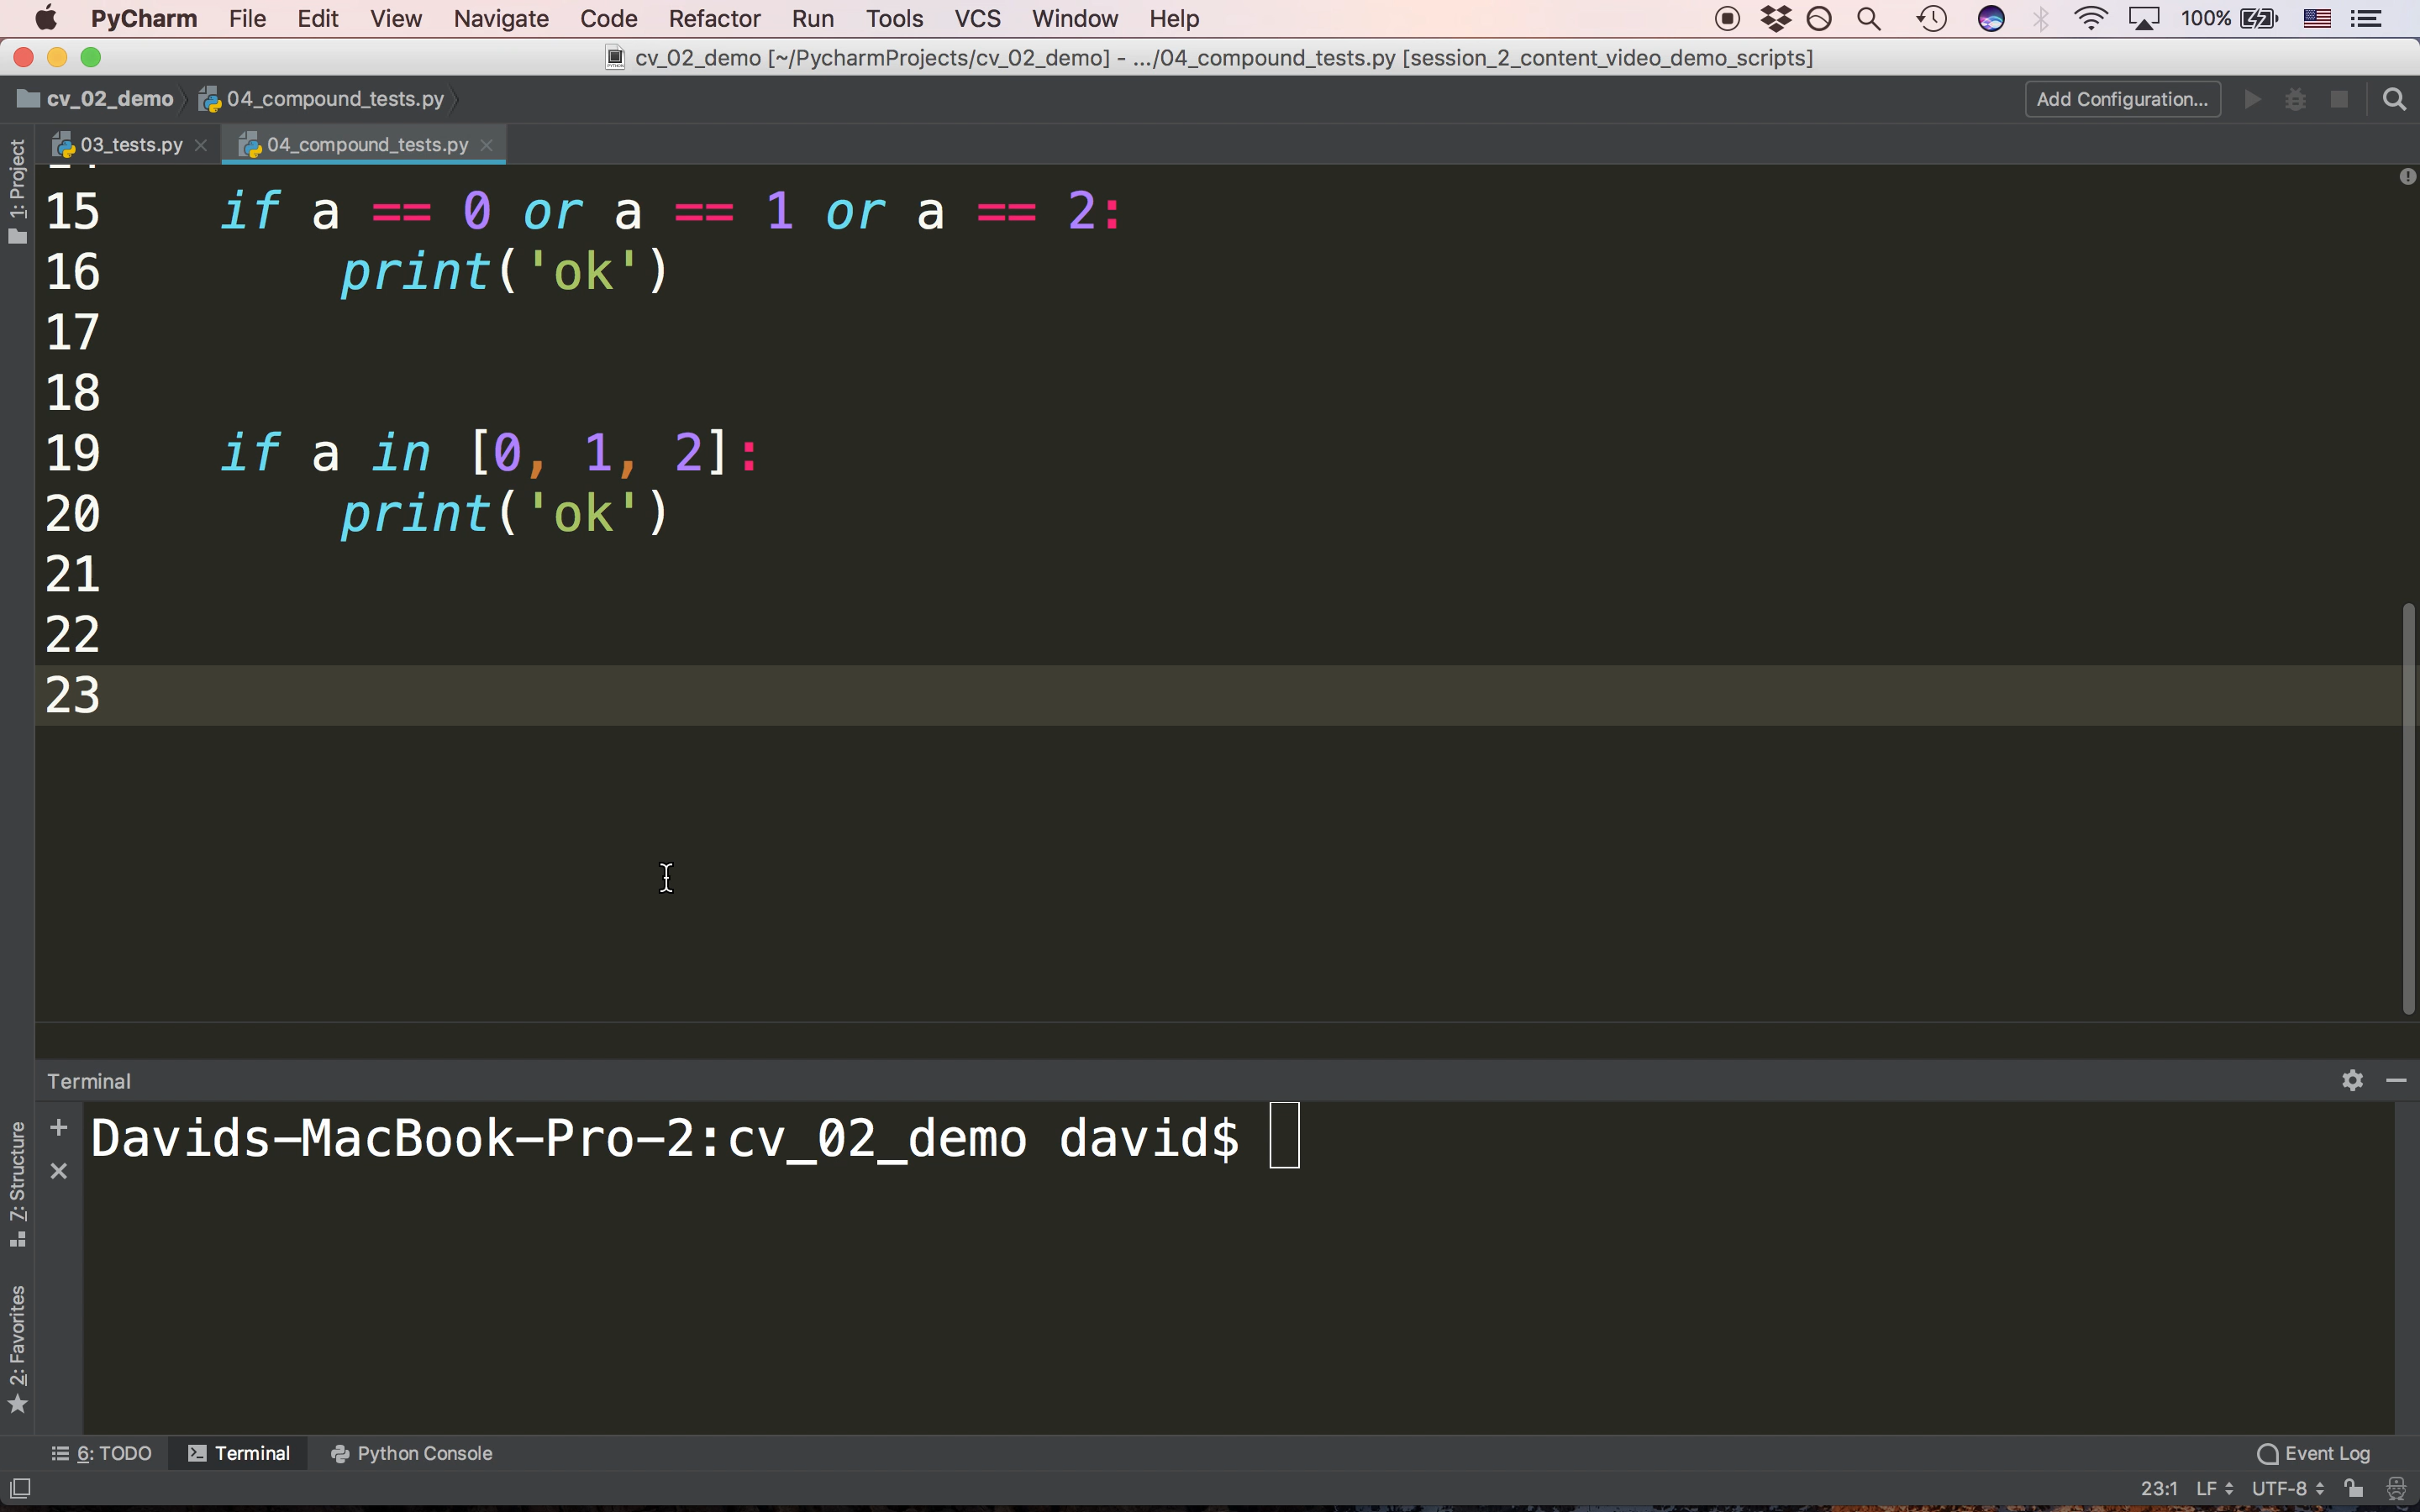 PyCharm File Edit View Navigate Code Refactor Run Tools VCS Window Help 100%
cv_02_demo [~/PycharmProjects/cv_02_demo] - .../04_compound_tests.py [session_2_content_video_demo_scripts]
cv_02_demo 04_compound_tests.py Add Configuration...
03_tests.py 04_compound_tests.py
1: Project
15 if a == 0 or a == 1 or a == 2:
16 print('ok')
17
18
19 if a in [0, 1, 2]:
20 print('ok')
21
22
23
Terminal
Davids-MacBook-Pro-2:cv_02_demo david$
7: Structure
2: Favorites
6: TODO Terminal Python Console Event Log
23:1 LF UTF-8